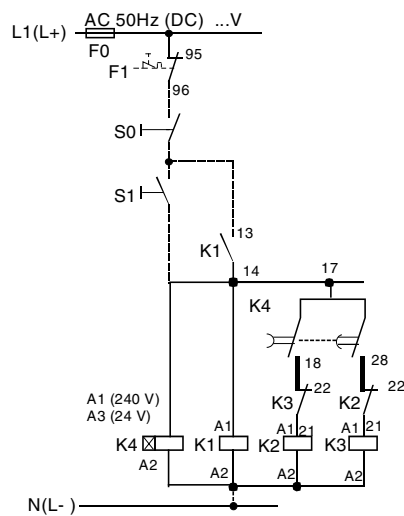 AC 50Hz (DC) ...V
L1(L+)
F0
95
F1
96
S0
S1
13
K1
14
17
K4
18
28
22
22
K3
K2
A1 (240 V)
A3 (24 V)
A1
A1 21
A1 21
K4
K1
K2
K3
A2
A2
A2
A2
N(L-)